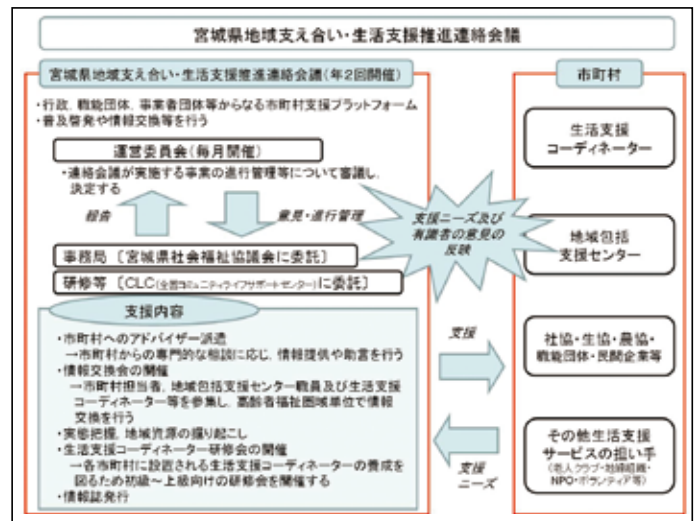 宮城県地域支え合い・生活支援推進連絡会議
宮城県地域支え合い・生活支援推進連絡会議(年2回開催)
・行政，職能団体，事業者団体等からなる市町村支援プラットフォーム
・普及啓発や情報交換等を行う
運営委員会(毎月開催)
・連絡会議が実施する事業の進行管理等について審議し，
決定する
報告
意見・進行管理
事務局 〔宮城県社会福祉協議会に委託〕
研修等 〔CLC(全国コミュニティライフサポートセンター)に委託〕
支援内容
・市町村へのアドバイザー派遣
→市町村からの専門的な相談に応じ，情報提供や助言を行う
・情報交換会の開催
→市町村担当者，地域包括支援センター職員及び生活支援
コーディネーター等を参集し，高齢者福祉圏域単位で情報
交換を行う
・実態把握，地域資源の掘り起こし
・生活支援コーディネーター研修会の開催
→各市町村に設置される生活支援コーディネーターの養成を
図るため初級～上級向けの研修会を開催する
・情報誌発行
支援ニーズ及び
有識者の意見の
反映
支援
支援
ニーズ
市町村
生活支援
コーディネーター
地域包括
支援センター
社協・生協・農協・
職能団体・民間企業等
その他生活支援
サービスの担い手
(老人クラブ・地縁組織・
NPO・ボランティア等)